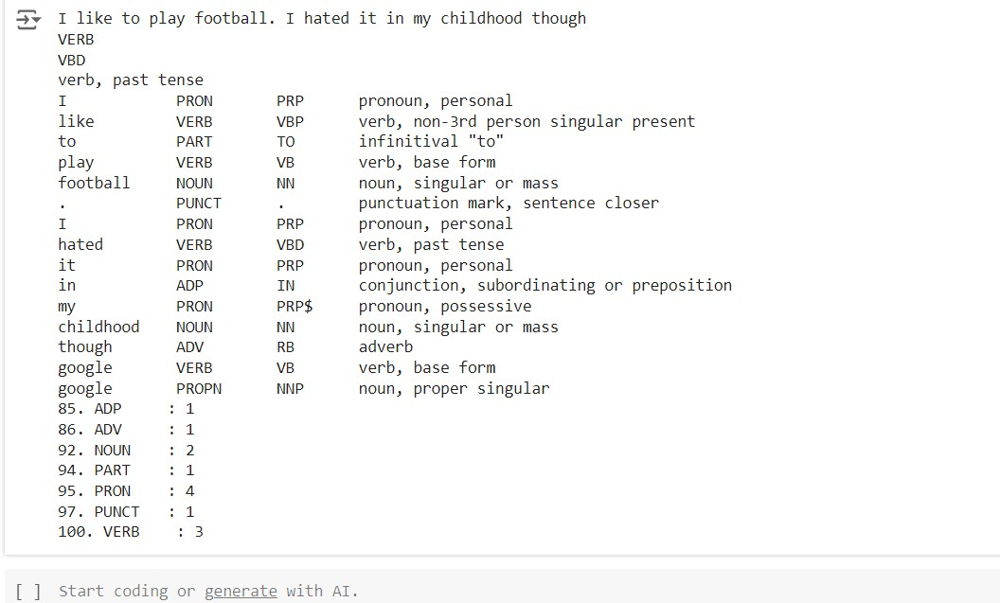 I like to play football. I hated it in my childhood though
VERB
VBD
verb, past tense
I PRON PRP pronoun, personal
like VERB VBP verb, non-3rd person singular present
to PART TO infinitival "to"
play VERB VB verb, base form
football NOUN NN noun, singular or mass
. PUNCT . punctuation mark, sentence closer
I PRON PRP pronoun, personal
hated VERB VBD verb, past tense
it PRON PRP pronoun, personal
in ADP IN conjunction, subordinating or preposition
my PRON PRP$ pronoun, possessive
childhood NOUN NN noun, singular or mass
though ADV RB adverb
google VERB VB verb, base form
google PROPN NNP noun, proper singular
85. ADP : 1
86. ADV : 1
92. NOUN : 2
94. PART : 1
95. PRON : 4
97. PUNCT : 1
100. VERB : 3
[ ] Start coding or generate with AI.